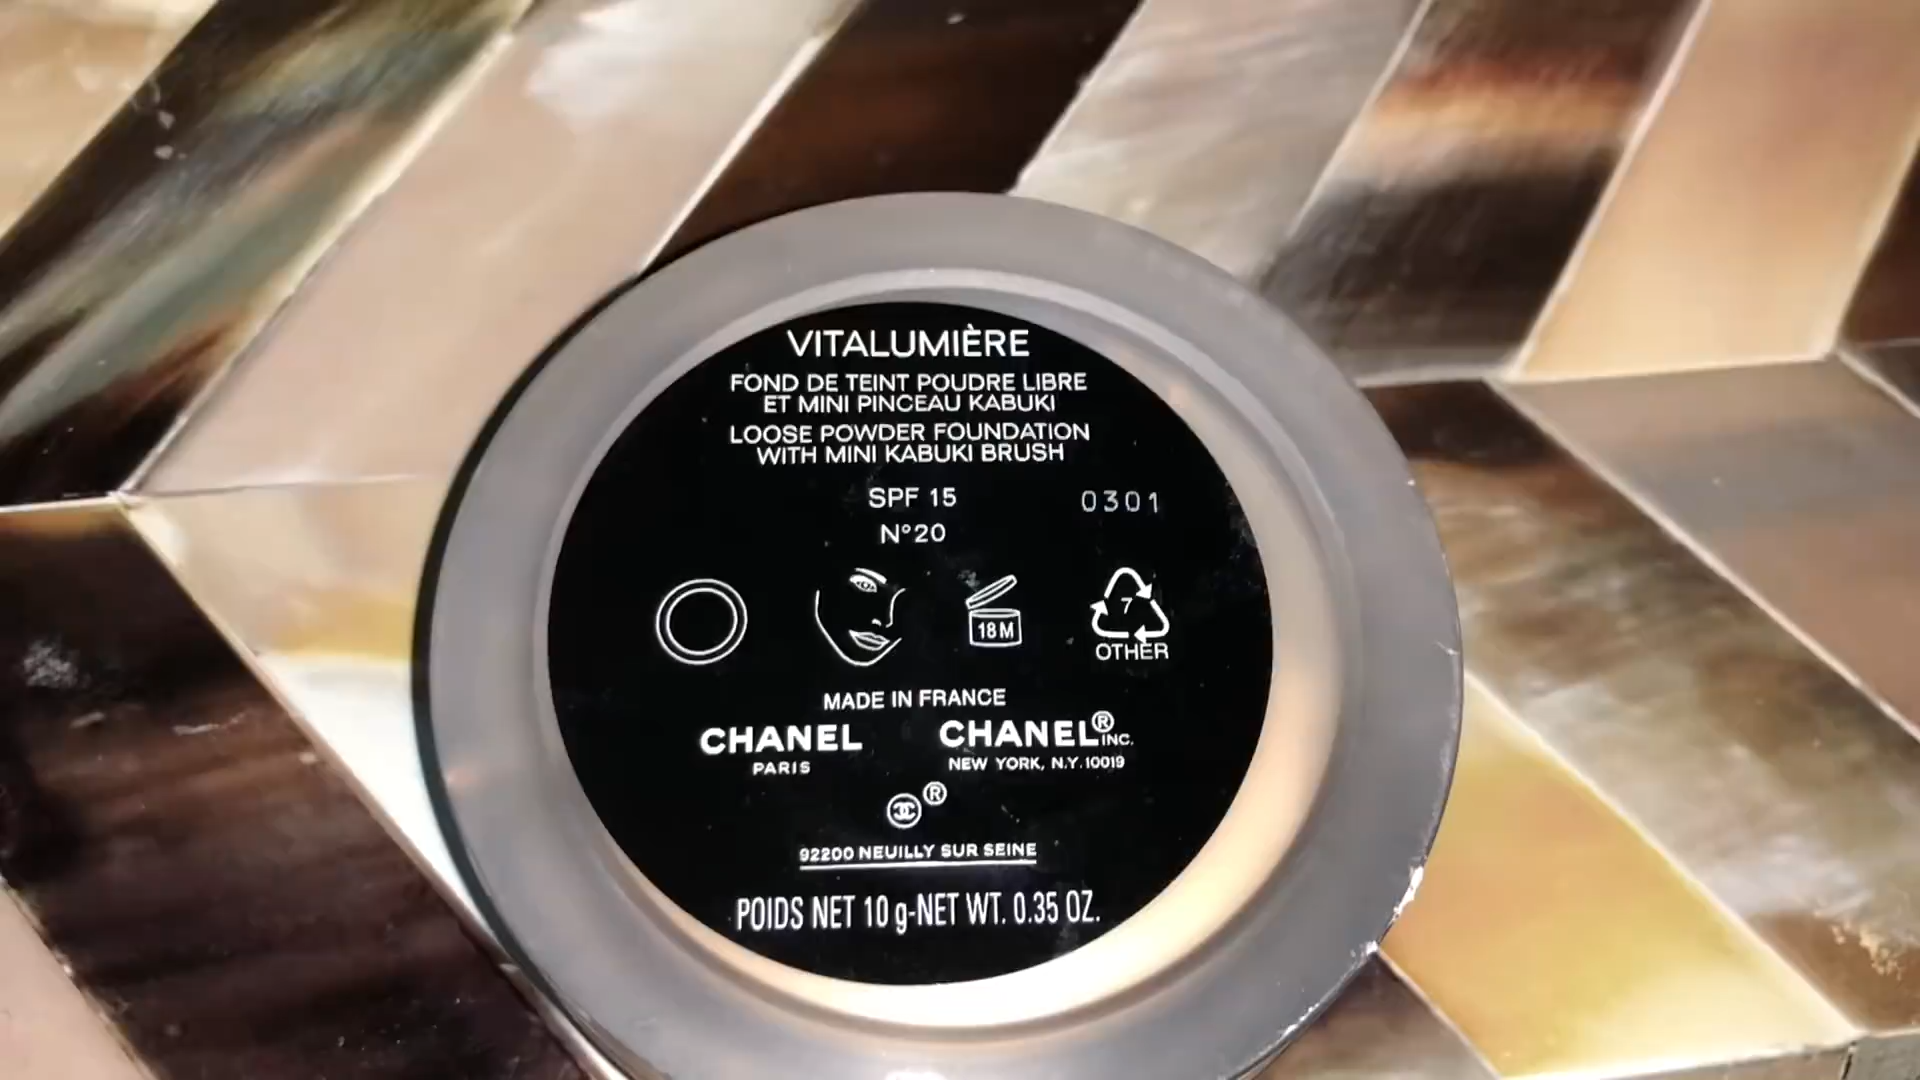 VITALUMIÈRE
FOND DE TEINT POUDRE LIBRE
ET MINI PINCEAU KABUKI
LOOSE POWDER FOUNDATION
WITH MINI KABUKI BRUSH
SPF 15
0301
N°20
18 M
7
OTHER
MADE IN FRANCE
CHANEL
PARIS
CHANEL® INC.
NEW YORK, N.Y. 10019
®
92200 NEUILLY SUR SEINE
POIDS NET 10 g-NET WT. 0.35 OZ.